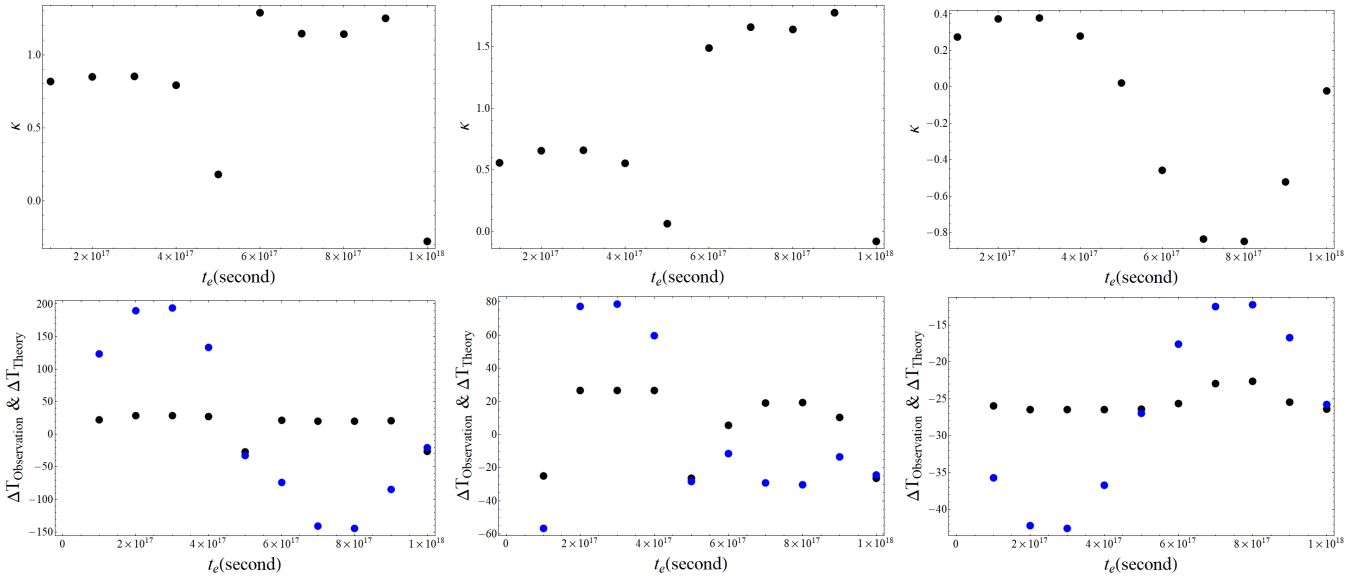 1.0
0.5
0.0
κ
2 × 10^17 4 × 10^17 6 × 10^17 8 × 10^17 1 × 10^18
t_e(second)
1.5
1.0
0.5
0.0
κ
2 × 10^17 4 × 10^17 6 × 10^17 8 × 10^17 1 × 10^18
t_e(second)
0.4
0.2
0.0
−0.2
−0.4
−0.6
−0.8
κ
2 × 10^17 4 × 10^17 6 × 10^17 8 × 10^17 1 × 10^18
t_e(second)
200
150
100
50
0
−50
−100
−150
ΔT_Observation & ΔT_Theory
0 2 × 10^17 4 × 10^17 6 × 10^17 8 × 10^17 1 × 10^18
t_e(second)
80
60
40
20
0
−20
−40
−60
ΔT_Observation & ΔT_Theory
0 2 × 10^17 4 × 10^17 6 × 10^17 8 × 10^17 1 × 10^18
t_e(second)
−15
−20
−25
−30
−35
−40
ΔT_Observation & ΔT_Theory
0 2 × 10^17 4 × 10^17 6 × 10^17 8 × 10^17 1 × 10^18
t_e(second)